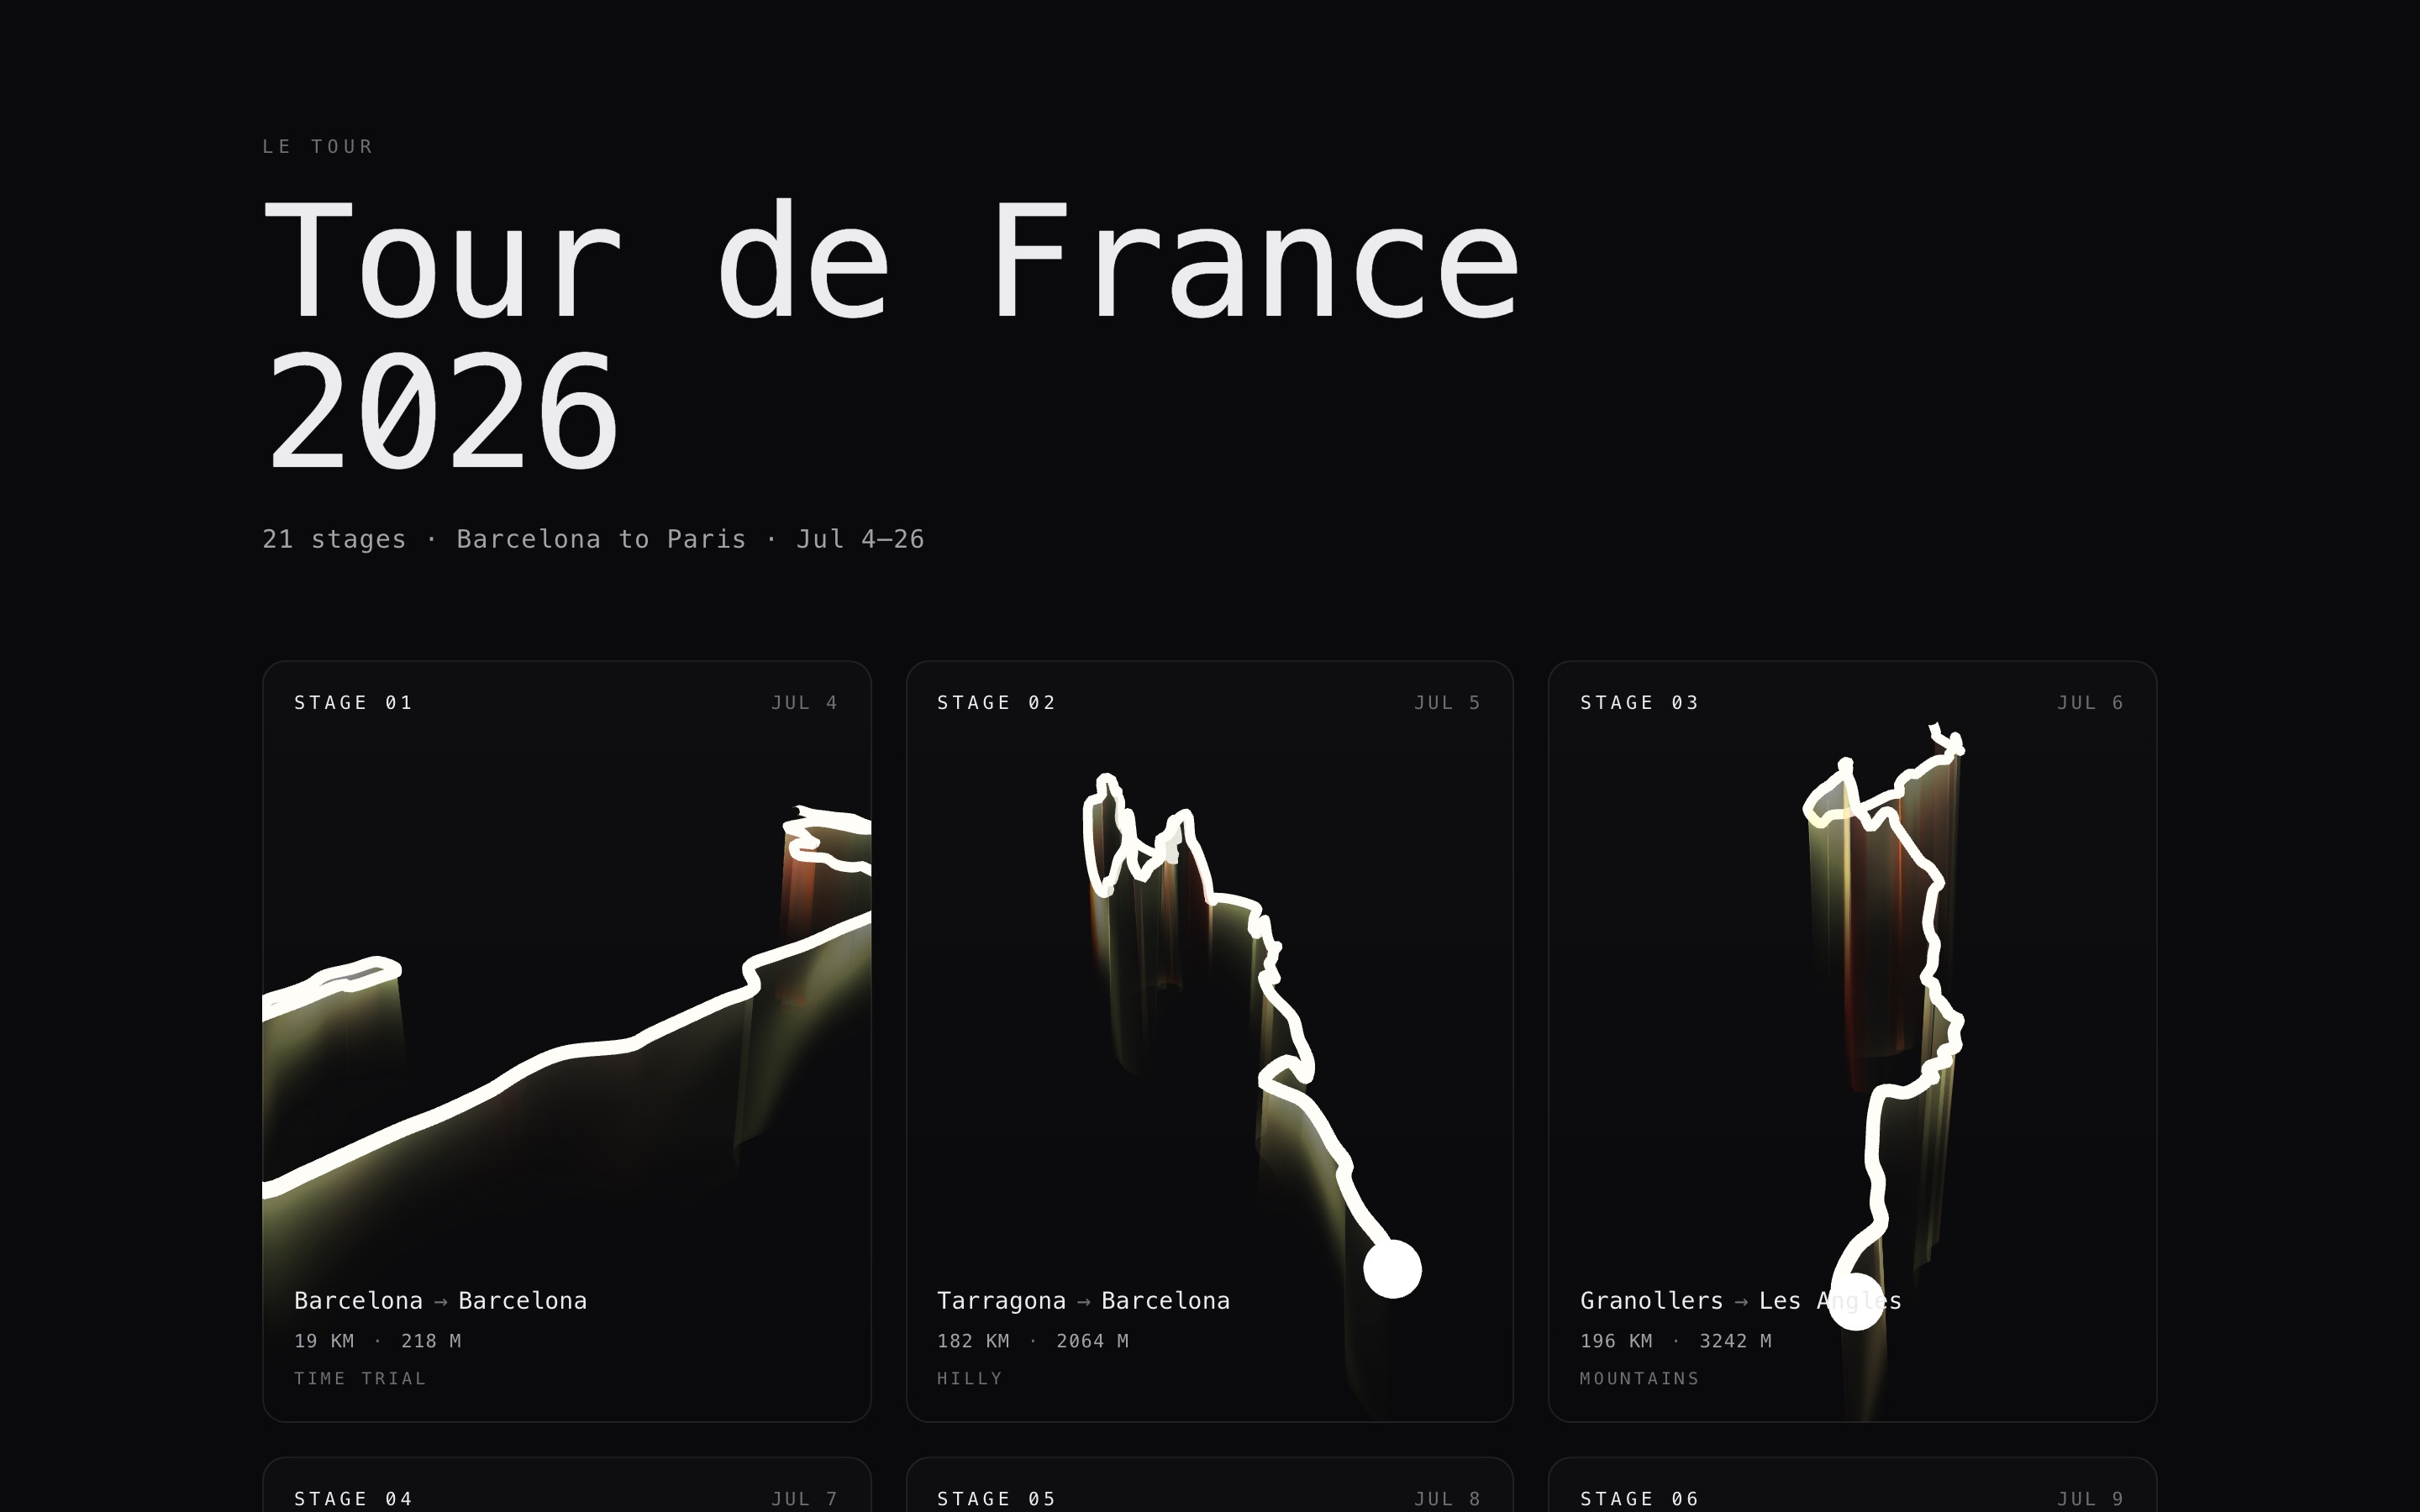 LE TOUR
Tour de France
2026
21 stages · Barcelona to Paris · Jul 4–26
STAGE 01
JUL 4
Barcelona → Barcelona
19 KM · 218 M
TIME TRIAL
STAGE 02
JUL 5
Tarragona → Barcelona
182 KM · 2064 M
HILLY
STAGE 03
JUL 6
Granollers → Les Angles
196 KM · 3242 M
MOUNTAINS
STAGE 04
JUL 7
STAGE 05
JUL 8
STAGE 06
JUL 9